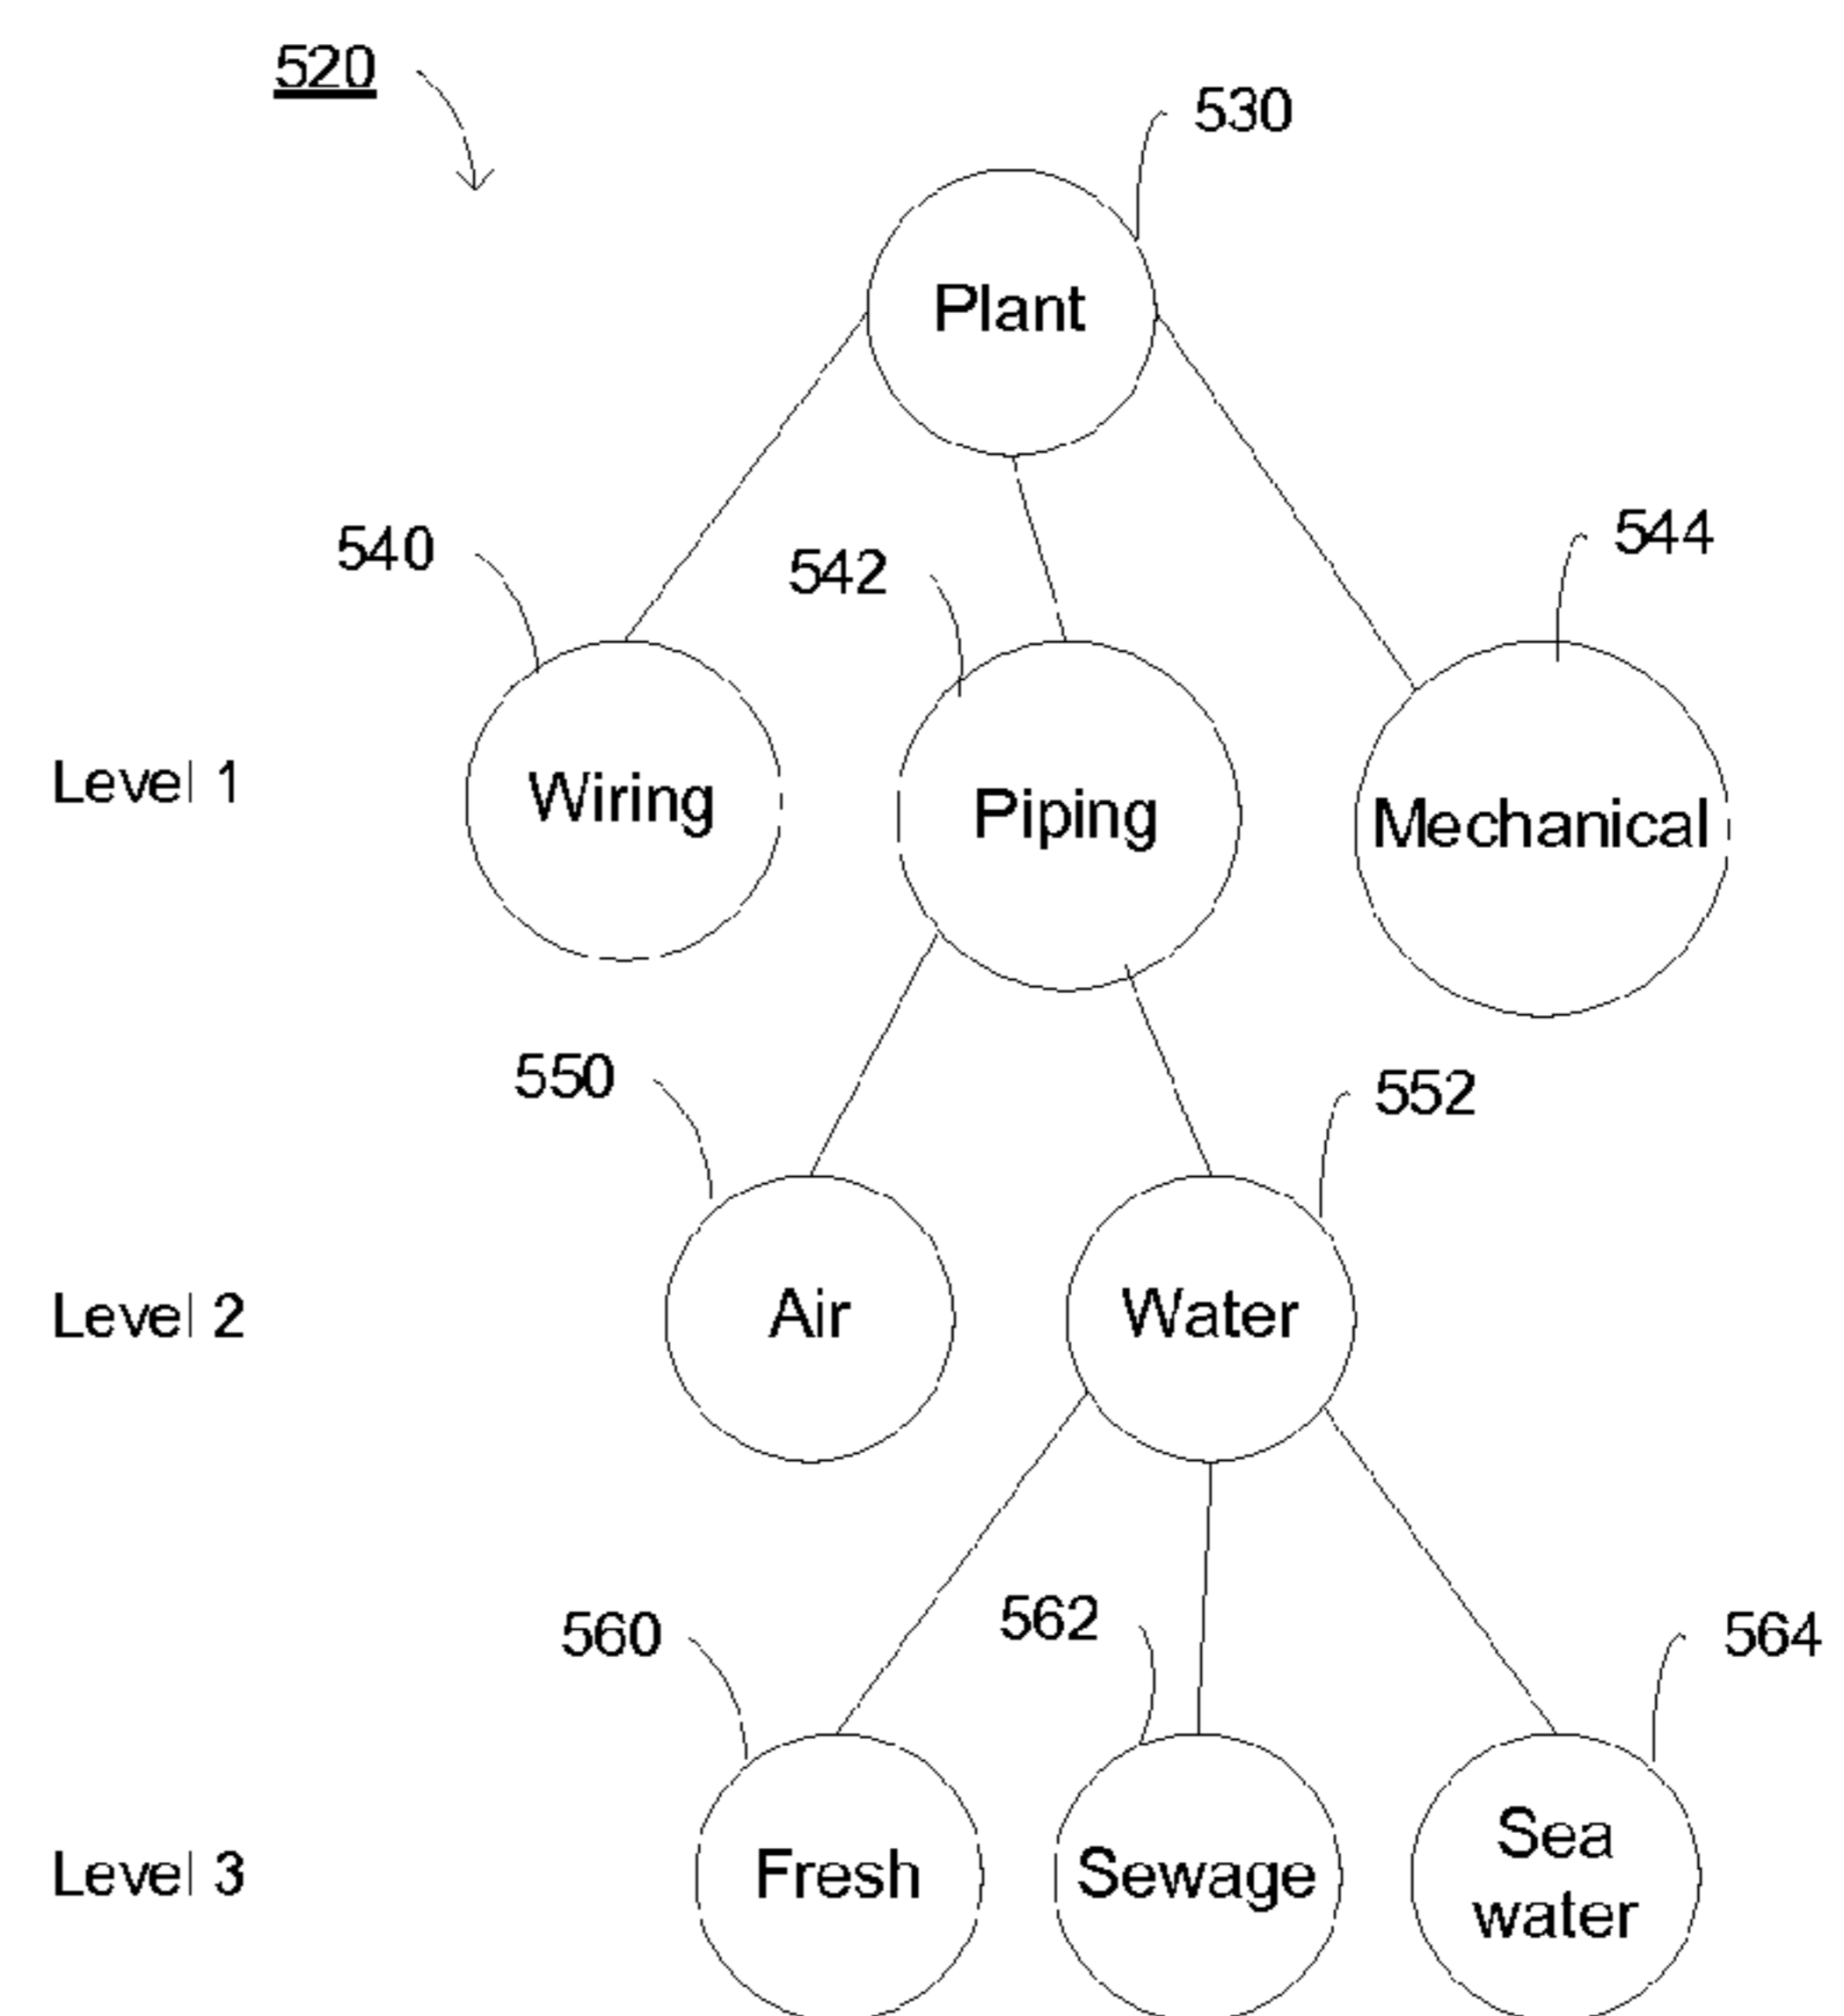 520
530
Plant
540
542
544
Level 1
Wiring
Piping
Mechanical
550
552
Level 2
Air
Water
560
562
564
Level 3
Fresh
Sewage
Sea
water